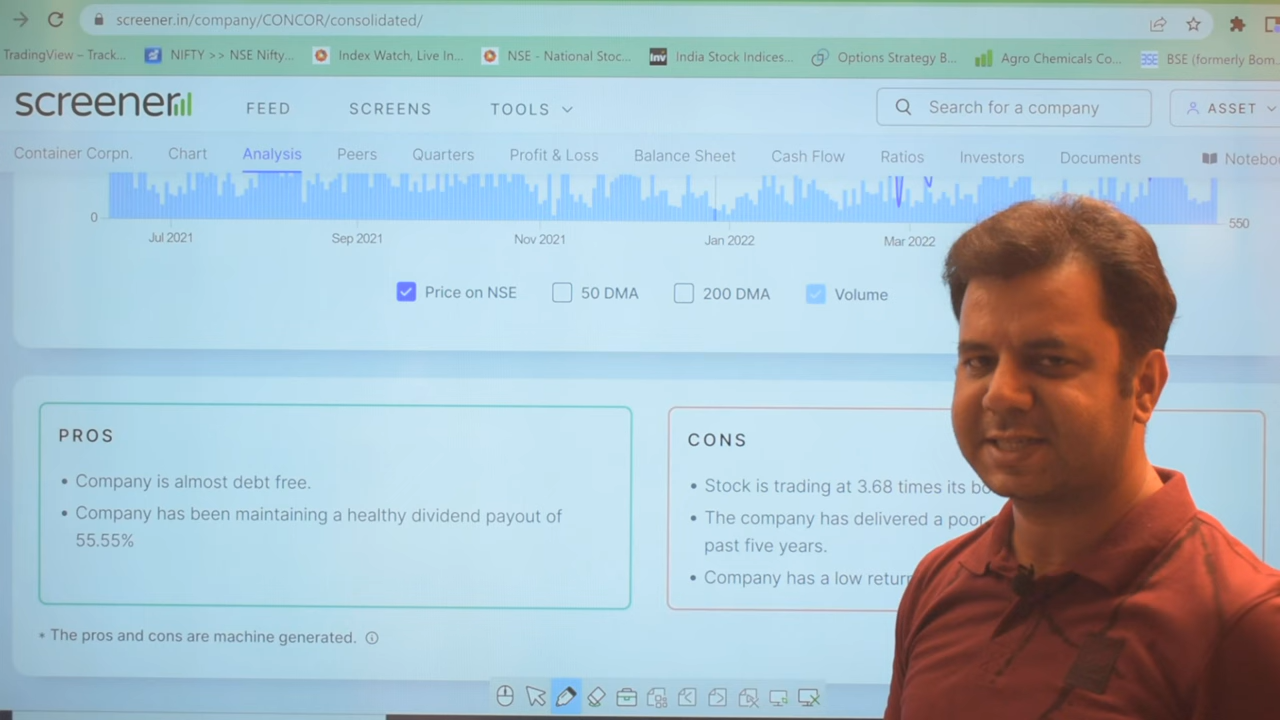 screener.in/company/CONCOR/consolidated/
TradingView – Track... NIFTY >> NSE Nifty... Index Watch, Live In... NSE - National Stoc... inv India Stock Indices... Options Strategy B... Agro Chemicals Co... BSE BSE (formerly Bom
screener FEED SCREENS TOOLS Search for a company ASSET
Container Corpn. Chart Analysis Peers Quarters Profit & Loss Balance Sheet Cash Flow Ratios Investors Documents Notebo
0 550
Jul 2021 Sep 2021 Nov 2021 Jan 2022 Mar 2022
Price on NSE 50 DMA 200 DMA Volume
PROS
• Company is almost debt free.
• Company has been maintaining a healthy dividend payout of
55.55%
CONS
• Stock is trading at 3.68 times its bo
• The company has delivered a poor
past five years.
• Company has a low retur
* The pros and cons are machine generated.